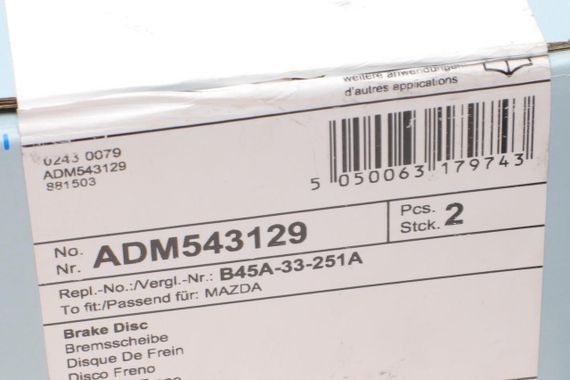 weitere anwendungen
d'autres applications
0243 0079
ADM543129
881503
5 050063 179743
No. Nr. ADM543129
Pcs. Stck. 2
Repl.-No.:/Vergl.-Nr.: B45A-33-251A
To fit:/Passend für: MAZDA
Brake Disc
Bremsscheibe
Disque De Frein
Disco Freno